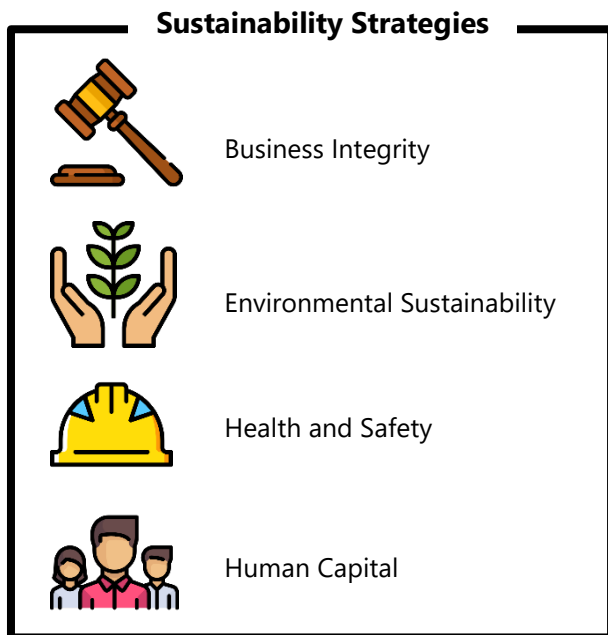 Sustainability Strategies
Business Integrity
Environmental Sustainability
Health and Safety
Human Capital